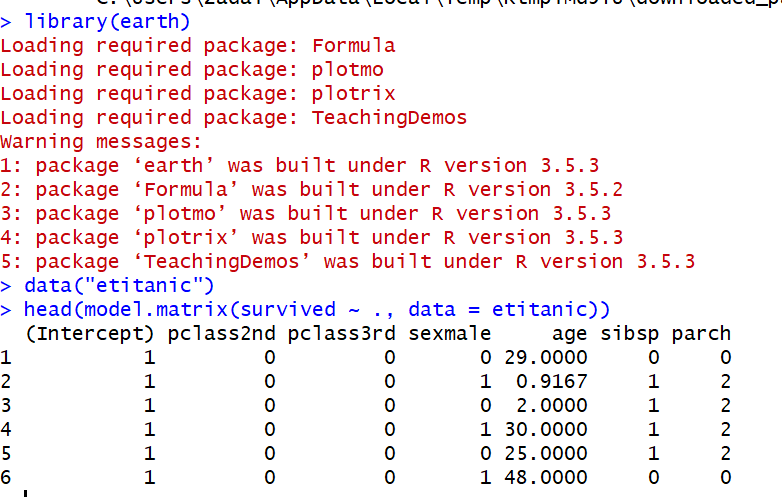 > library(earth)
Loading required package: Formula
Loading required package: plotmo
Loading required package: plotrix
Loading required package: TeachingDemos
Warning messages:
1: package ‘earth’ was built under R version 3.5.3
2: package ‘Formula’ was built under R version 3.5.2
3: package ‘plotmo’ was built under R version 3.5.3
4: package ‘plotrix’ was built under R version 3.5.3
5: package ‘TeachingDemos’ was built under R version 3.5.3
> data("etitanic")
> head(model.matrix(survived ~ ., data = etitanic))
  (Intercept) pclass2nd pclass3rd sexmale     age sibsp parch
1           1         0         0       0 29.0000     0     0
2           1         0         0       1  0.9167     1     2
3           1         0         0       0  2.0000     1     2
4           1         0         0       1 30.0000     1     2
5           1         0         0       0 25.0000     1     2
6           1         0         0       1 48.0000     0     0